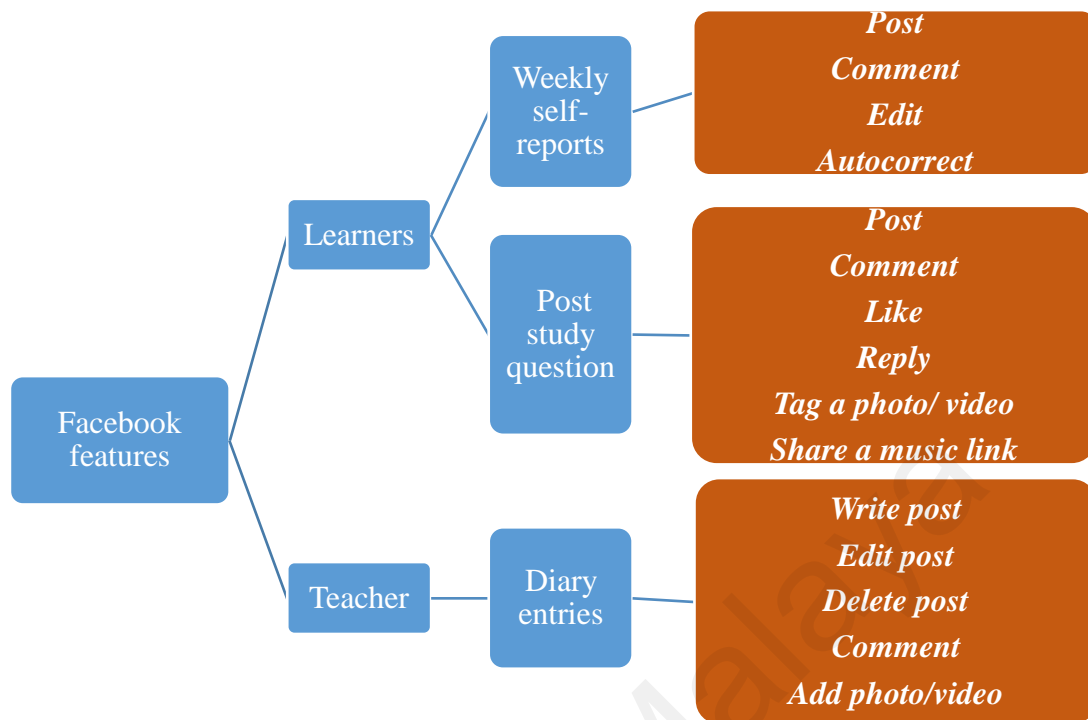 Facebook
features
Learners
Weekly
self-
reports
Post
Comment
Edit
Autocorrect
Post
study
question
Post
Comment
Like
Reply
Tag a photo/ video
Share a music link
Teacher
Diary
entries
Write post
Edit post
Delete post
Comment
Add photo/video
Malaya